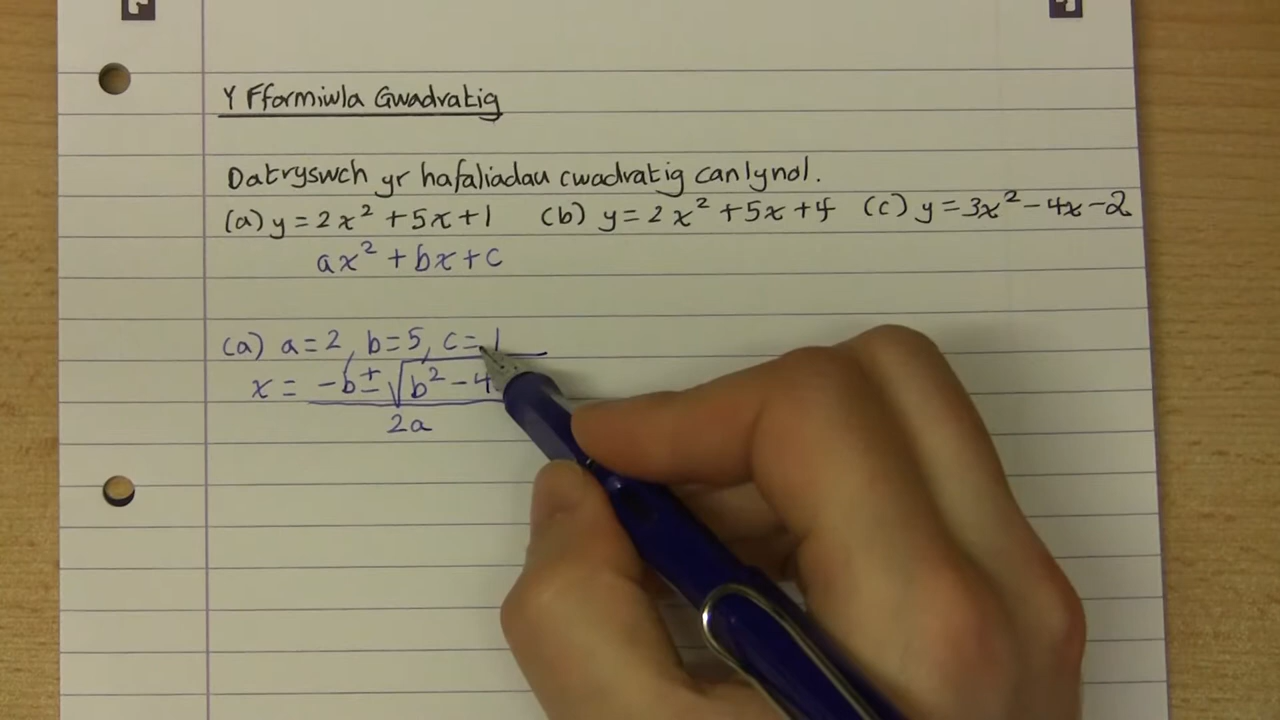 Y Fformiwla Gwadratig
Datryswch yr hafaliadau cwadratig canlynol.
(a) y = 2x² + 5x + 1 (b) y = 2x² + 5x + 4 (c) y = 3x² - 4x - 2
ax² + bx + c
(a) a = 2, b = 5, c = 1
x = -b ± √b² - 4
2a